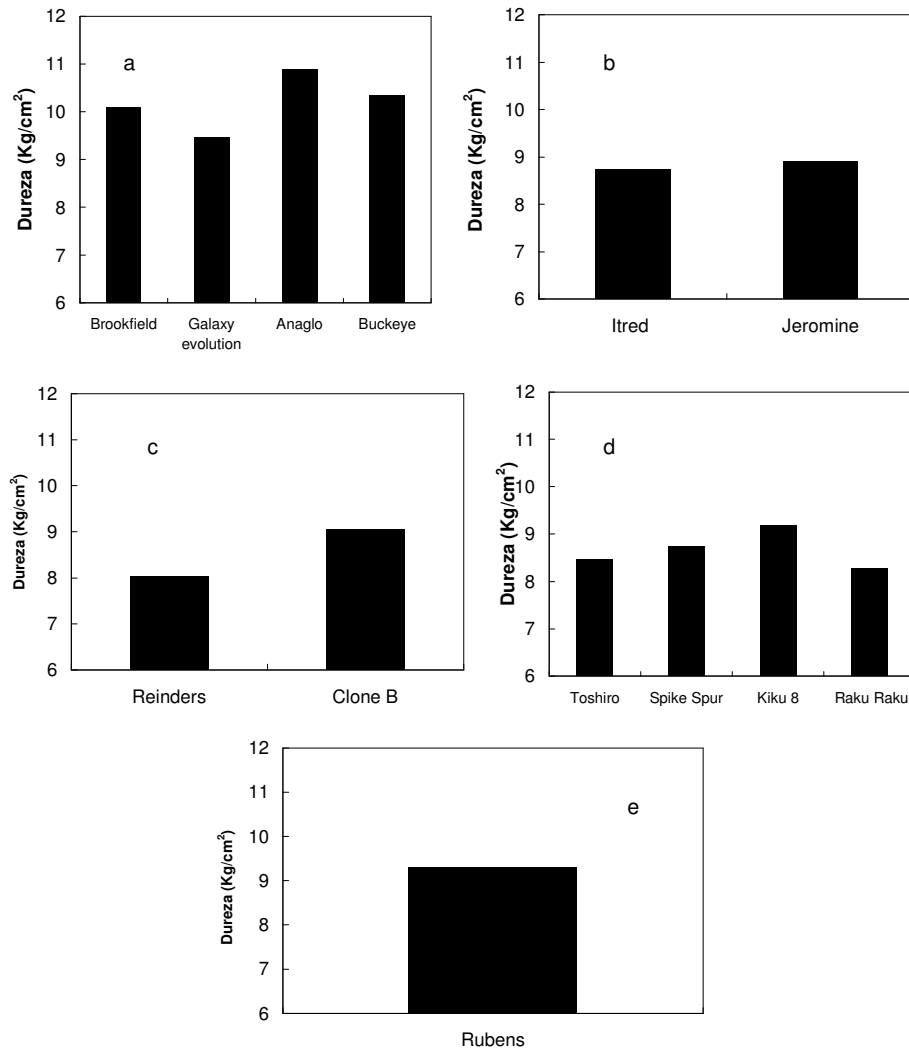 12
11
10
9
8
7
6
Dureza (Kg/cm²)
a
Brookfield
Galaxy
evolution
Anaglo
Buckeye
12
11
10
9
8
7
6
Dureza (Kg/cm²)
b
Itred
Jeromine
12
11
10
9
8
7
6
Dureza (Kg/cm²)
c
Reinders
Clone B
12
11
10
9
8
7
6
Dureza (Kg/cm²)
d
Toshiro
Spike Spur
Kiku 8
Raku Raku
12
11
10
9
8
7
6
Dureza (Kg/cm²)
e
Rubens